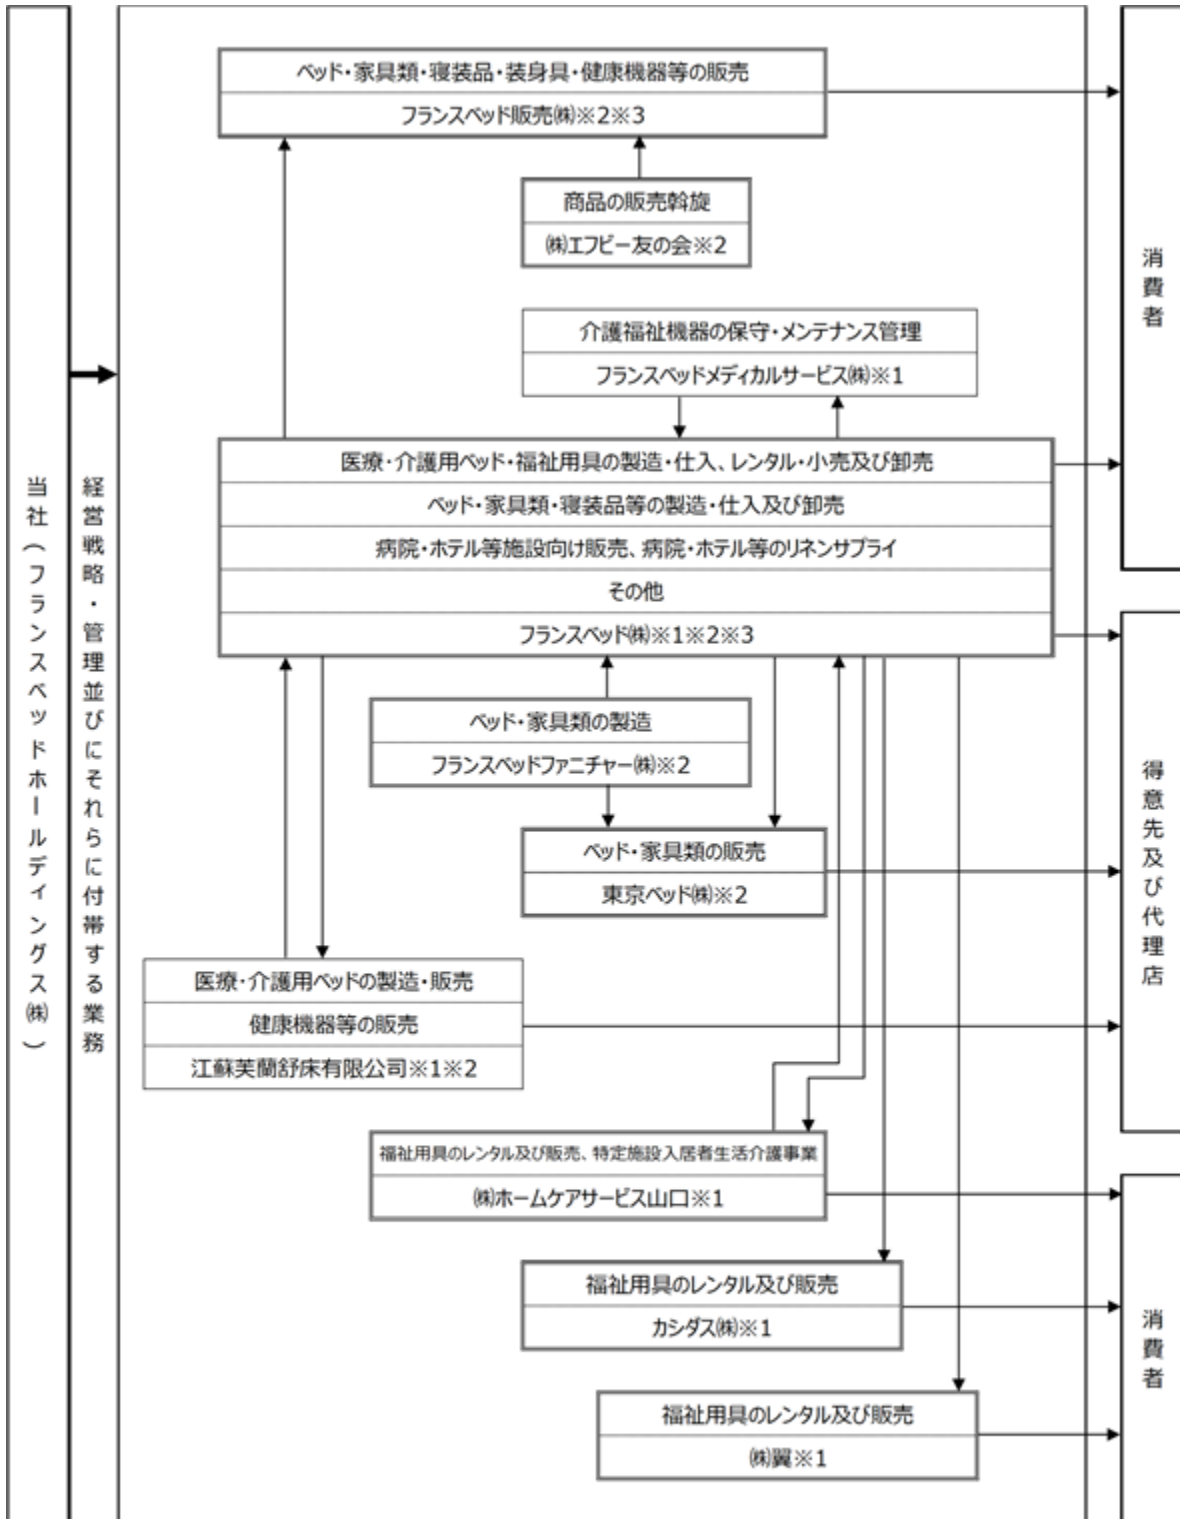 当社（フランスベッドホールディングス㈱）
経営戦略・管理並びにそれらに付帯する業務
ベッド・家具類・寝装品・装身具・健康機器等の販売
フランスベッド販売㈱※2※3
商品の販売斡旋
㈱エフビー友の会※2
介護福祉機器の保守・メンテナンス管理
フランスベッドメディカルサービス㈱※1
医療・介護用ベッド・福祉用具の製造・仕入、レンタル・小売及び卸売
ベッド・家具類・寝装品等の製造・仕入及び卸売
病院・ホテル等施設向け販売、病院・ホテル等のリネンサプライ
その他
フランスベッド㈱※1※2※3
ベッド・家具類の製造
フランスベッドファニチャー㈱※2
ベッド・家具類の販売
東京ベッド㈱※2
医療・介護用ベッドの製造・販売
健康機器等の販売
江蘇芙蘭舒床有限公司※1※2
福祉用具のレンタル及び販売、特定施設入居者生活介護事業
㈱ホームケアサービス山口※1
福祉用具のレンタル及び販売
カシダス㈱※1
福祉用具のレンタル及び販売
㈱翼※1
消費者
得意先及び代理店
消費者